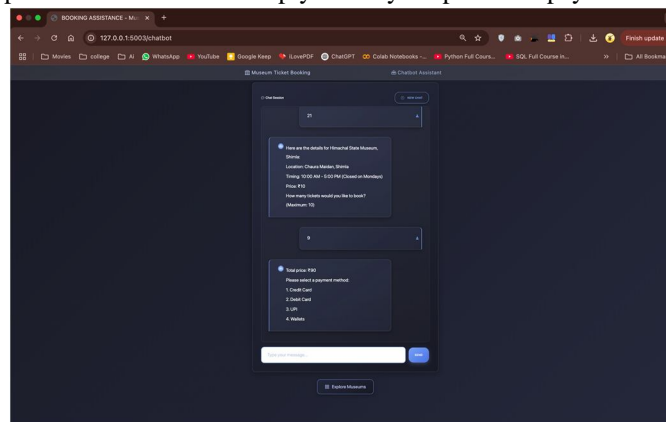 BOOKING ASSISTANCE - Mus
127.0.0.1:5003/chatbot
Finish update
Movies
college
Ai
WhatsApp
YouTube
Google Keep
iLovePDF
ChatGPT
Colab Notebooks -...
Python Full Cours...
SQL Full Course in...
All Bookma
Museum Ticket Booking
Chatbot Assistant
Chat Session
NEW CHAT
21
Here are the details for Himachal State Museum,
Shimla:
Location: Chaura Maidan, Shimla
Timing: 10:00 AM - 5:00 PM (Closed on Mondays)
Price: ₹10
How many tickets would you like to book?
(Maximum: 10)
9
Total price: ₹90
Please select a payment method:
1. Credit Card
2. Debit Card
3. UPI
4. Wallets
Type your message...
SEND
Explore Museums